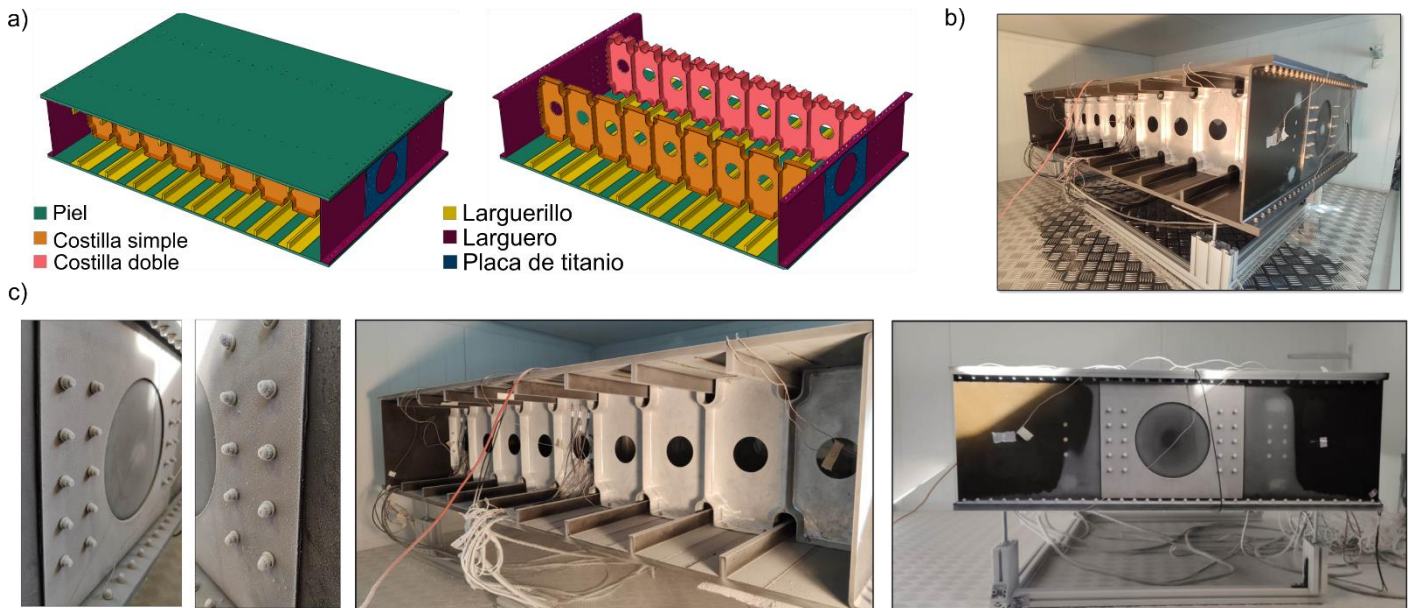 a)
b)
Piel
Costilla simple
Costilla doble
Larguerillo
Larguero
Placa de titanio
c)